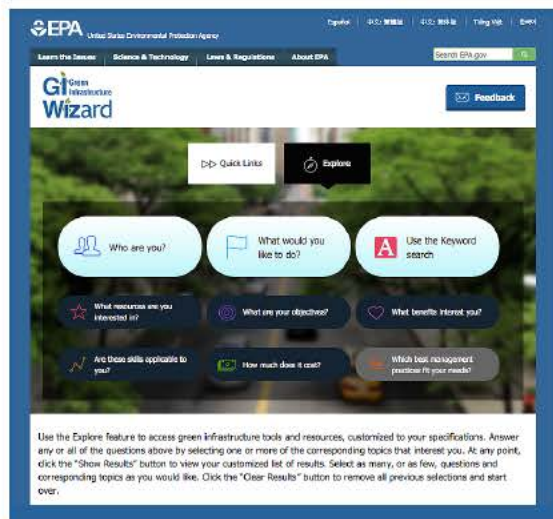 EPA United States Environmental Protection Agency
Español
Tiếng Việt
한국어
Learn the Issues Science & Technology Laws & Regulations About EPA
Search EPA.gov
Gi Green Infrastructure
Wizard
Feedback
Quick Links
Explore
Who are you?
What would you
like to do?
A Use the Keyword
search
What resources are you
interested in?
What are your objectives?
What benefits interest you?
Are these skills applicable to
you?
How much does it cost?
Which best management
practices fit your needs?
Use the Explore feature to access green infrastructure tools and resources, customized to your specifications. Answer
any or all of the questions above by selecting one or more of the corresponding topics that interest you. At any point,
click the "Show Results" button to view your customized list of results. Select as many, or as few, questions and
corresponding topics as you would like. Click the "Clear Results" button to remove all previous selections and start
over.